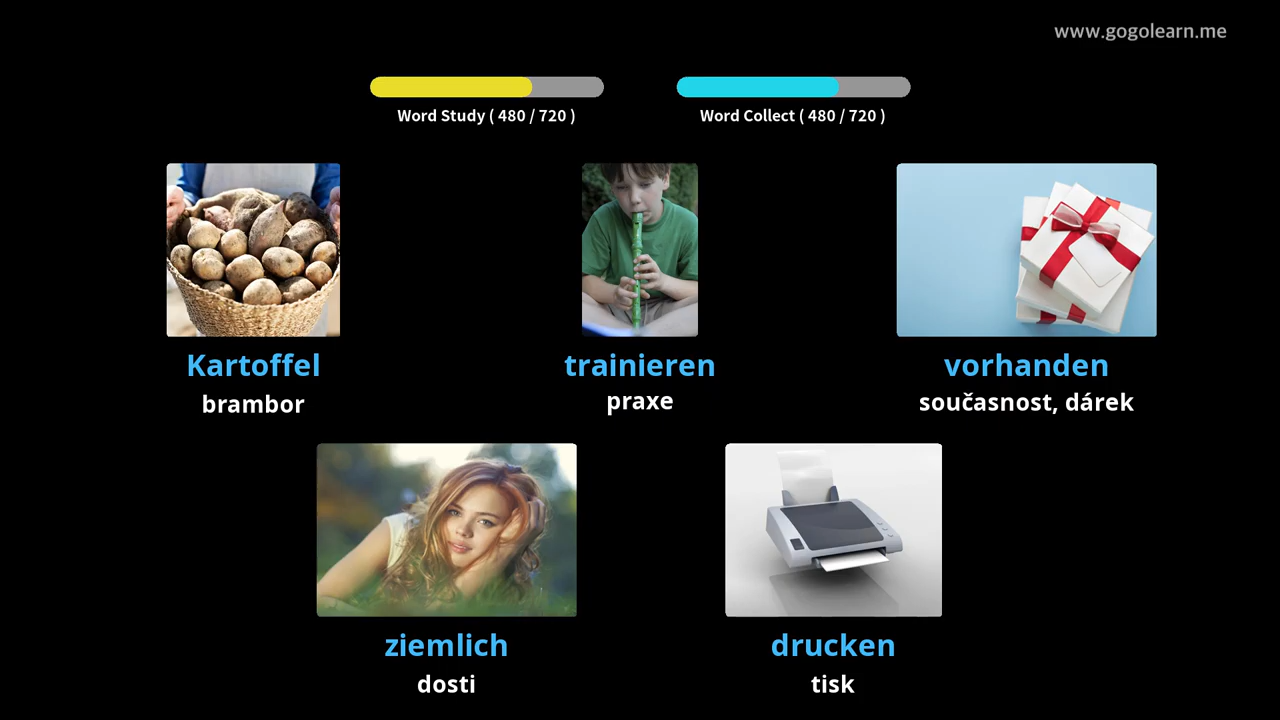 www.gogolearn.me
Word Study ( 480 / 720 )
Word Collect ( 480 / 720 )
Kartoffel
brambor
trainieren
praxe
vorhanden
současnost, dárek
ziemlich
dosti
drucken
tisk